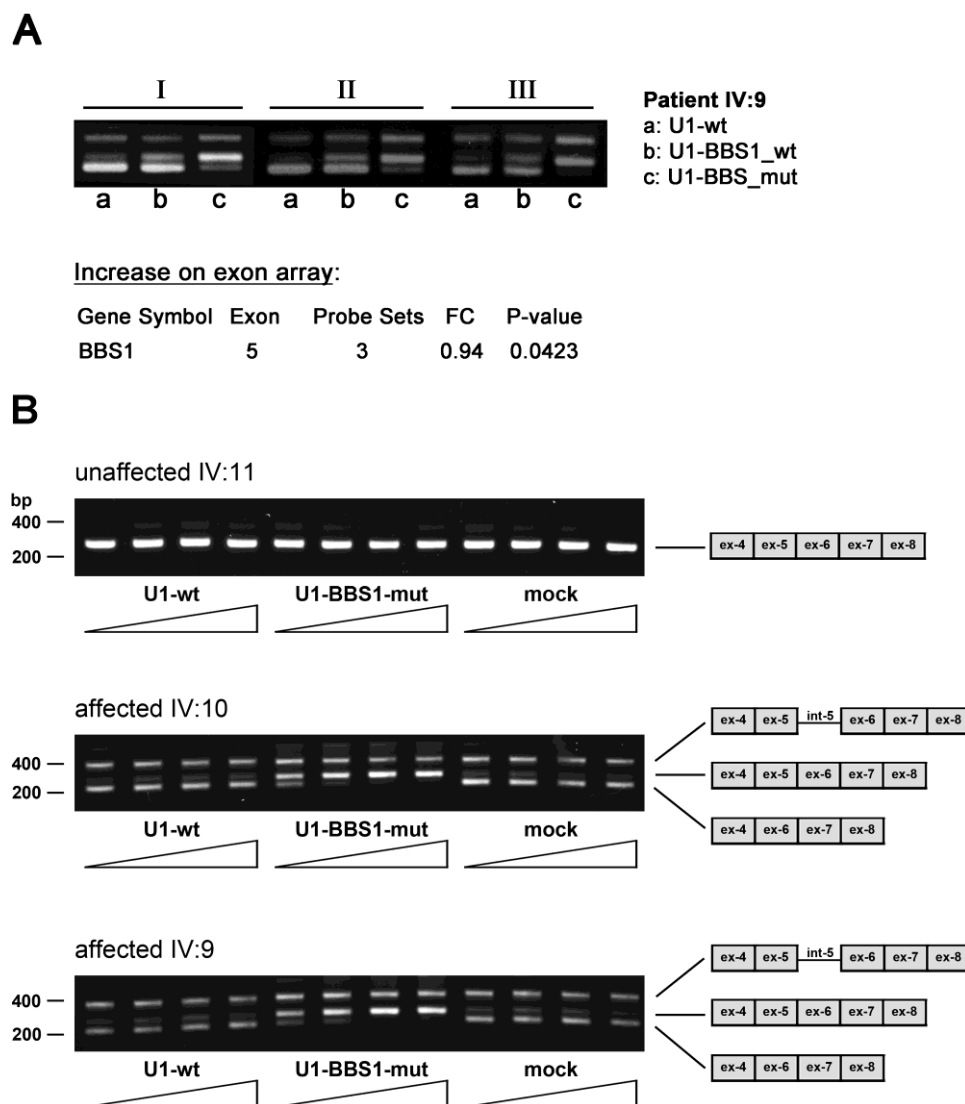 A
I II III
Patient IV:9
a: U1-wt
b: U1-BBS1_wt
c: U1-BBS_mut
a b c a b c a b c
Increase on exon array:
Gene Symbol Exon Probe Sets FC P-value
BBS1 5 3 0.94 0.0423
B
unaffected IV:11
bp
400
200
ex-4 ex-5 ex-6 ex-7 ex-8
U1-wt U1-BBS1-mut mock
affected IV:10
ex-4 ex-5 int-5 ex-6 ex-7 ex-8
400
ex-4 ex-5 ex-6 ex-7 ex-8
200
ex-4 ex-6 ex-7 ex-8
U1-wt U1-BBS1-mut mock
affected IV:9
ex-4 ex-5 int-5 ex-6 ex-7 ex-8
400
ex-4 ex-5 ex-6 ex-7 ex-8
200
ex-4 ex-6 ex-7 ex-8
U1-wt U1-BBS1-mut mock